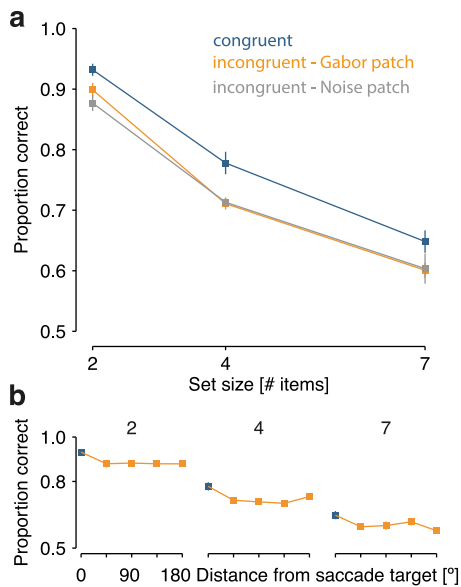 a
1.0
0.9
0.8
0.7
0.6
0.5
Proportion correct
congruent
incongruent - Gabor patch
incongruent - Noise patch
2 4 7
Set size [# items]
b
2 4 7
1.0
0.8
0.5
Proportion correct
0 90 180 Distance from saccade target [º]